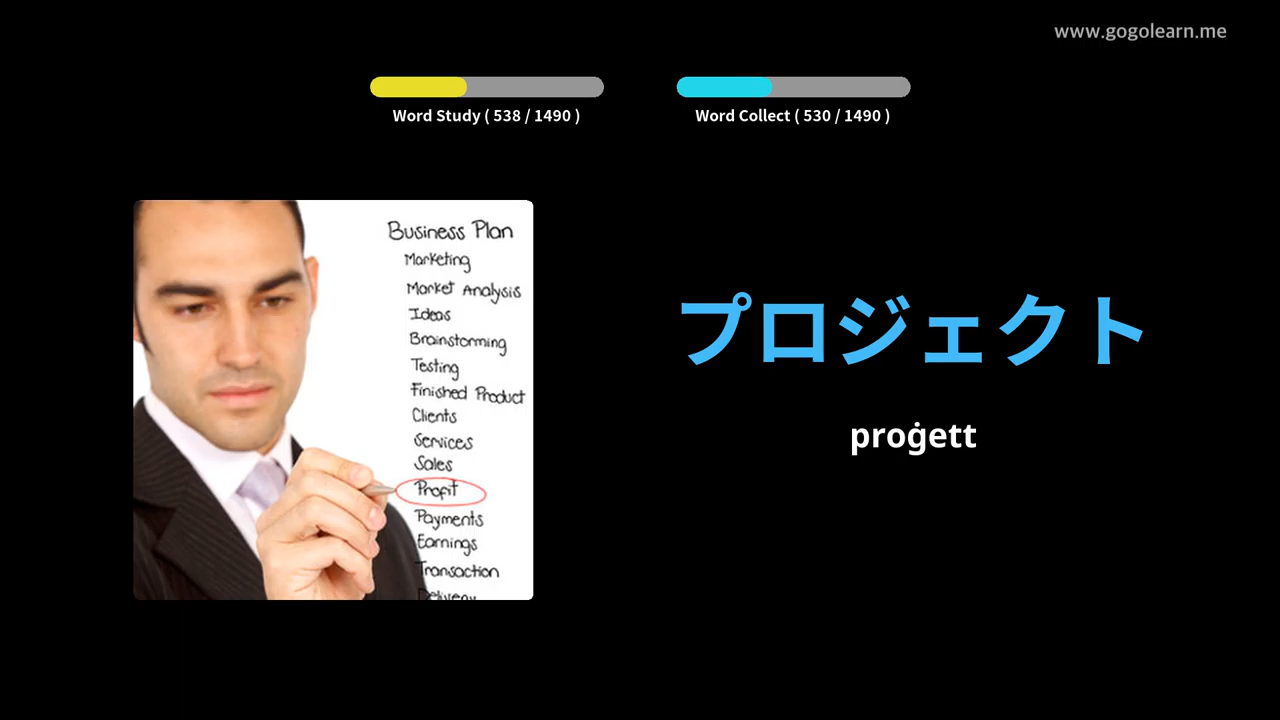 www.gogolearn.me
Word Study ( 538 / 1490 )
Word Collect ( 530 / 1490 )
Business Plan
Marketing
Market Analysis
Ideas
Brainstorming
Testing
Finished Product
Clients
Services
Sales
Profit
Payments
Earnings
Transaction
Delivery
プロジェクト
proġett